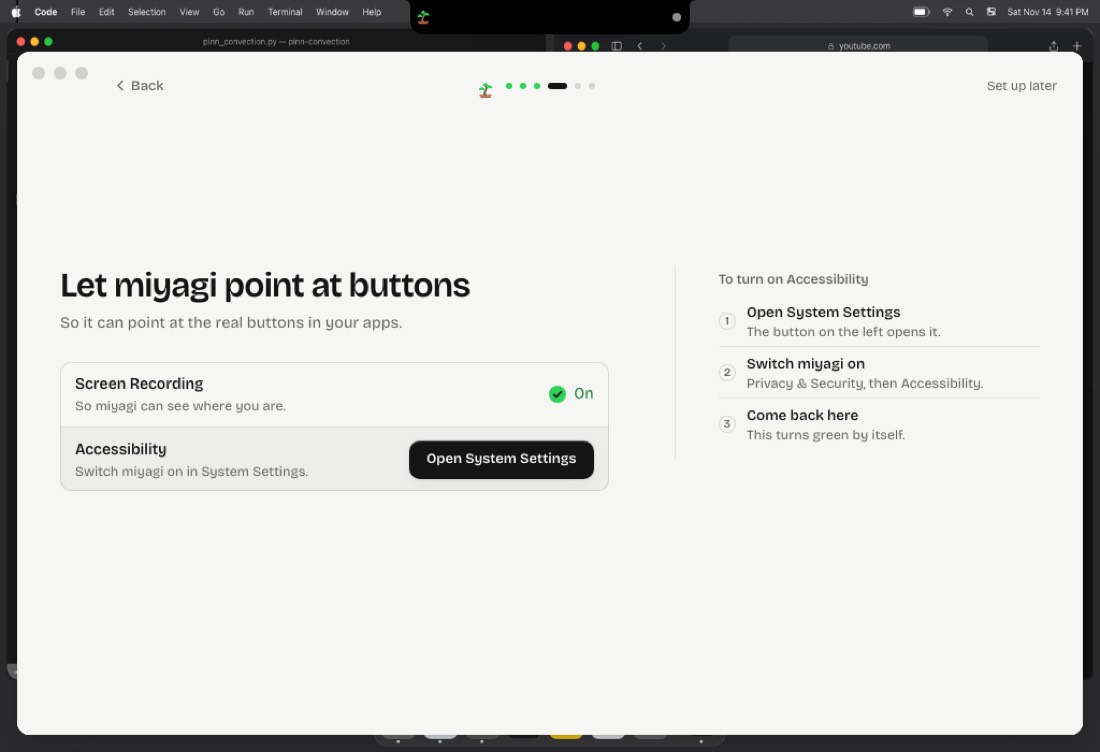 Code File Edit Selection View Go Run Terminal Window Help
Sat Nov 14 9:41 PM
pinn_convection.py — pinn-convection
youtube.com
Back
Set up later
Let miyagi point at buttons
So it can point at the real buttons in your apps.
Screen Recording
So miyagi can see where you are.
On
Accessibility
Switch miyagi on in System Settings.
Open System Settings
To turn on Accessibility
1
Open System Settings
The button on the left opens it.
2
Switch miyagi on
Privacy & Security, then Accessibility.
3
Come back here
This turns green by itself.